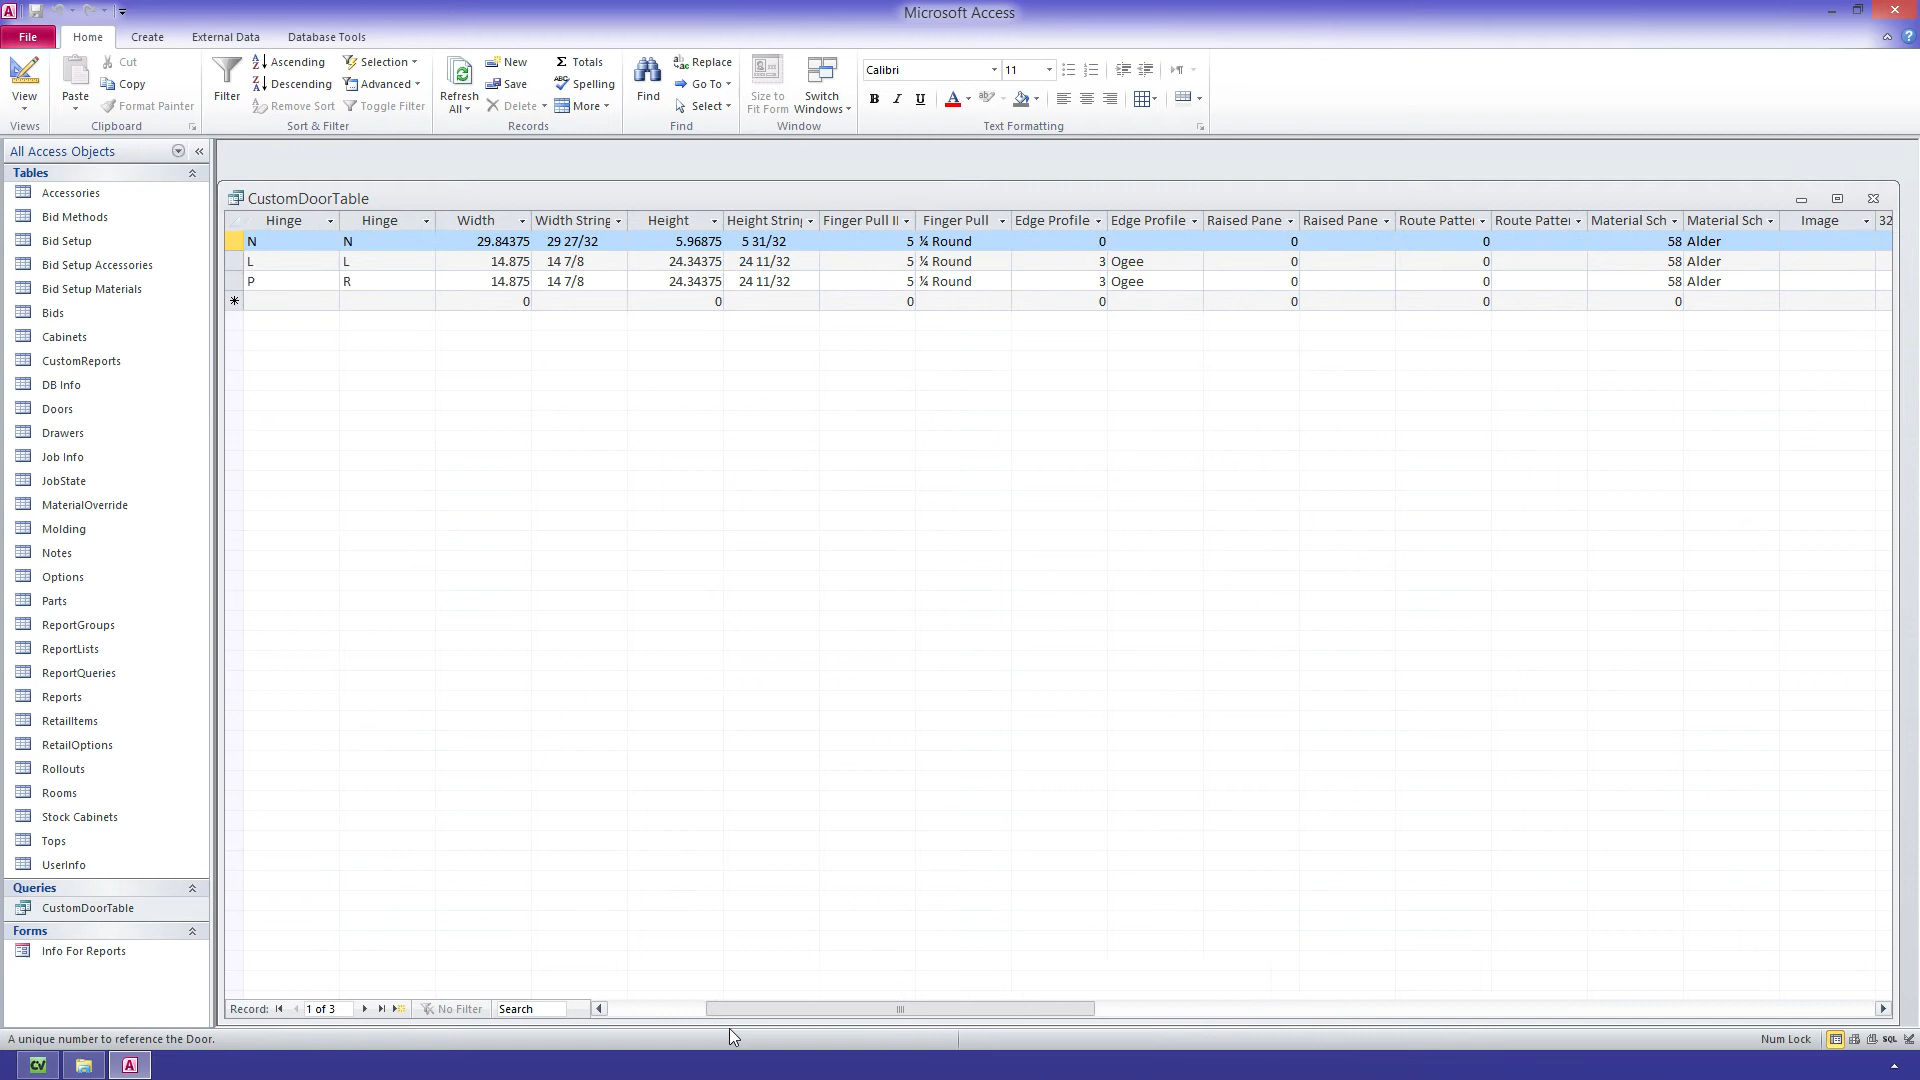 Microsoft Access
File Home Create External Data Database Tools
View
Views
Paste
Cut
Copy
Format Painter
Clipboard
Filter
Ascending
Descending
Remove Sort
Selection
Advanced
Toggle Filter
Sort & Filter
Refresh
All
New
Save
Delete
Totals
Spelling
More
Records
Find
Replace
Go To
Select
Find
Size to
Fit Form
Switch
Windows
Window
Calibri 11
B I U A
Text Formatting
All Access Objects
Tables
Accessories
Bid Methods
Bid Setup
Bid Setup Accessories
Bid Setup Materials
Bids
Cabinets
CustomReports
DB Info
Doors
Drawers
Job Info
JobState
MaterialOverride
Molding
Notes
Options
Parts
ReportGroups
ReportLists
ReportQueries
Reports
RetailItems
RetailOptions
Rollouts
Rooms
Stock Cabinets
Tops
UserInfo
Queries
CustomDoorTable
Forms
Info For Reports
CustomDoorTable
Hinge Hinge Width Width String Height Height String Finger Pull II Finger Pull Edge Profile Edge Profile Raised Pane Raised Pane Route Patter Route Patter Material Sch Material Sch Image 32
N N 29.84375 29 27/32 5.96875 5 31/32 5 ¼ Round 0 0 0 58 Alder
L L 14.875 14 7/8 24.34375 24 11/32 5 ¼ Round 3 Ogee 0 0 58 Alder
P R 14.875 14 7/8 24.34375 24 11/32 5 ¼ Round 3 Ogee 0 0 58 Alder
0 0 0 0 0 0 0
Record: 1 of 3 No Filter Search
A unique number to reference the Door.
Num Lock
SQL
CV